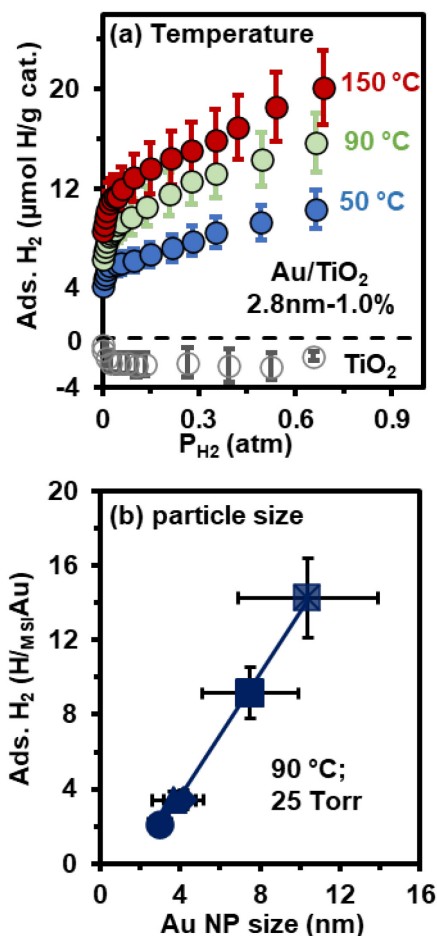 (a) Temperature
Ads. H2 (µmol H/g cat.)
20
12
4
0
-4
150 °C
90 °C
50 °C
Au/TiO2
2.8nm-1.0%
TiO2
0 0.3 0.6 0.9
PH2 (atm)
(b) particle size
Ads. H2 (H/MSIAu)
20
16
12
8
4
0
90 °C;
25 Torr
0 4 8 12 16
Au NP size (nm)